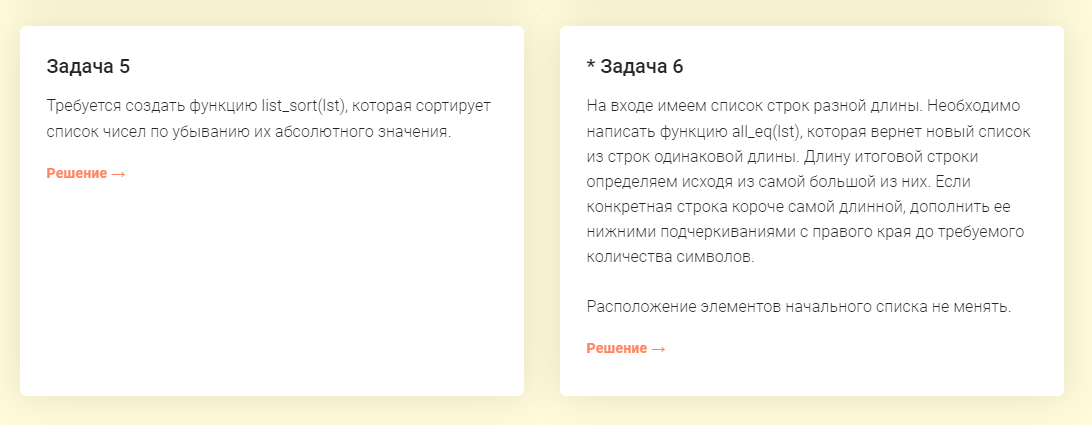 Задача 5
Требуется создать функцию list_sort(lst), которая сортирует
список чисел по убыванию их абсолютного значения.
Решение →
* Задача 6
На входе имеем список строк разной длины. Необходимо
написать функцию all_eq(lst), которая вернет новый список
из строк одинаковой длины. Длину итоговой строки
определяем исходя из самой большой из них. Если
конкретная строка короче самой длинной, дополнить ее
нижними подчеркиваниями с правого края до требуемого
количества символов.
Расположение элементов начального списка не менять.
Решение →